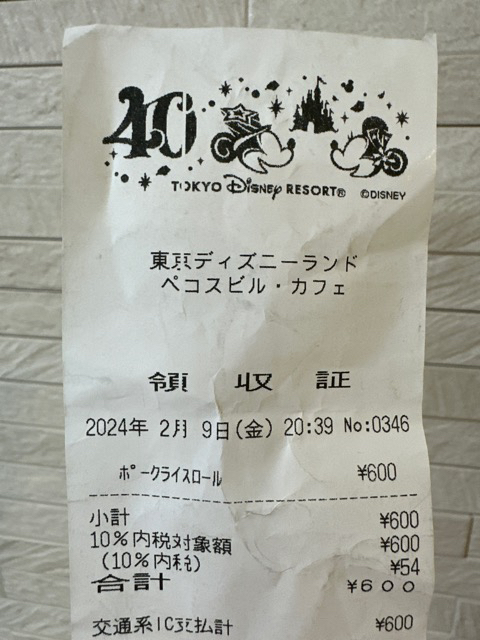 40
TOKYO Disney RESORT® ©DISNEY
東京ディズニーランド
ペコスビル・カフェ
領 収 証
2024年 2月 9日(金) 20:39 No:0346
ﾎﾟｰｸライスロール ¥600
小計 ¥600
10%内税対象額 ¥600
(10%内税) ¥54
合計 ¥600
交通系IC支払計 ¥600